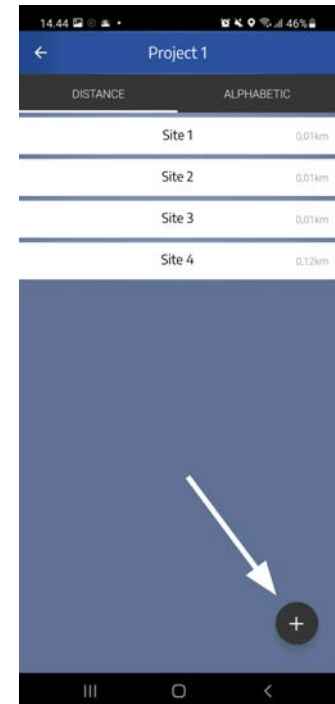 14.44 46%
Project 1
DISTANCE ALPHABETIC
Site 1 0,01km
Site 2 0,01km
Site 3 0,01km
Site 4 0,12km
+